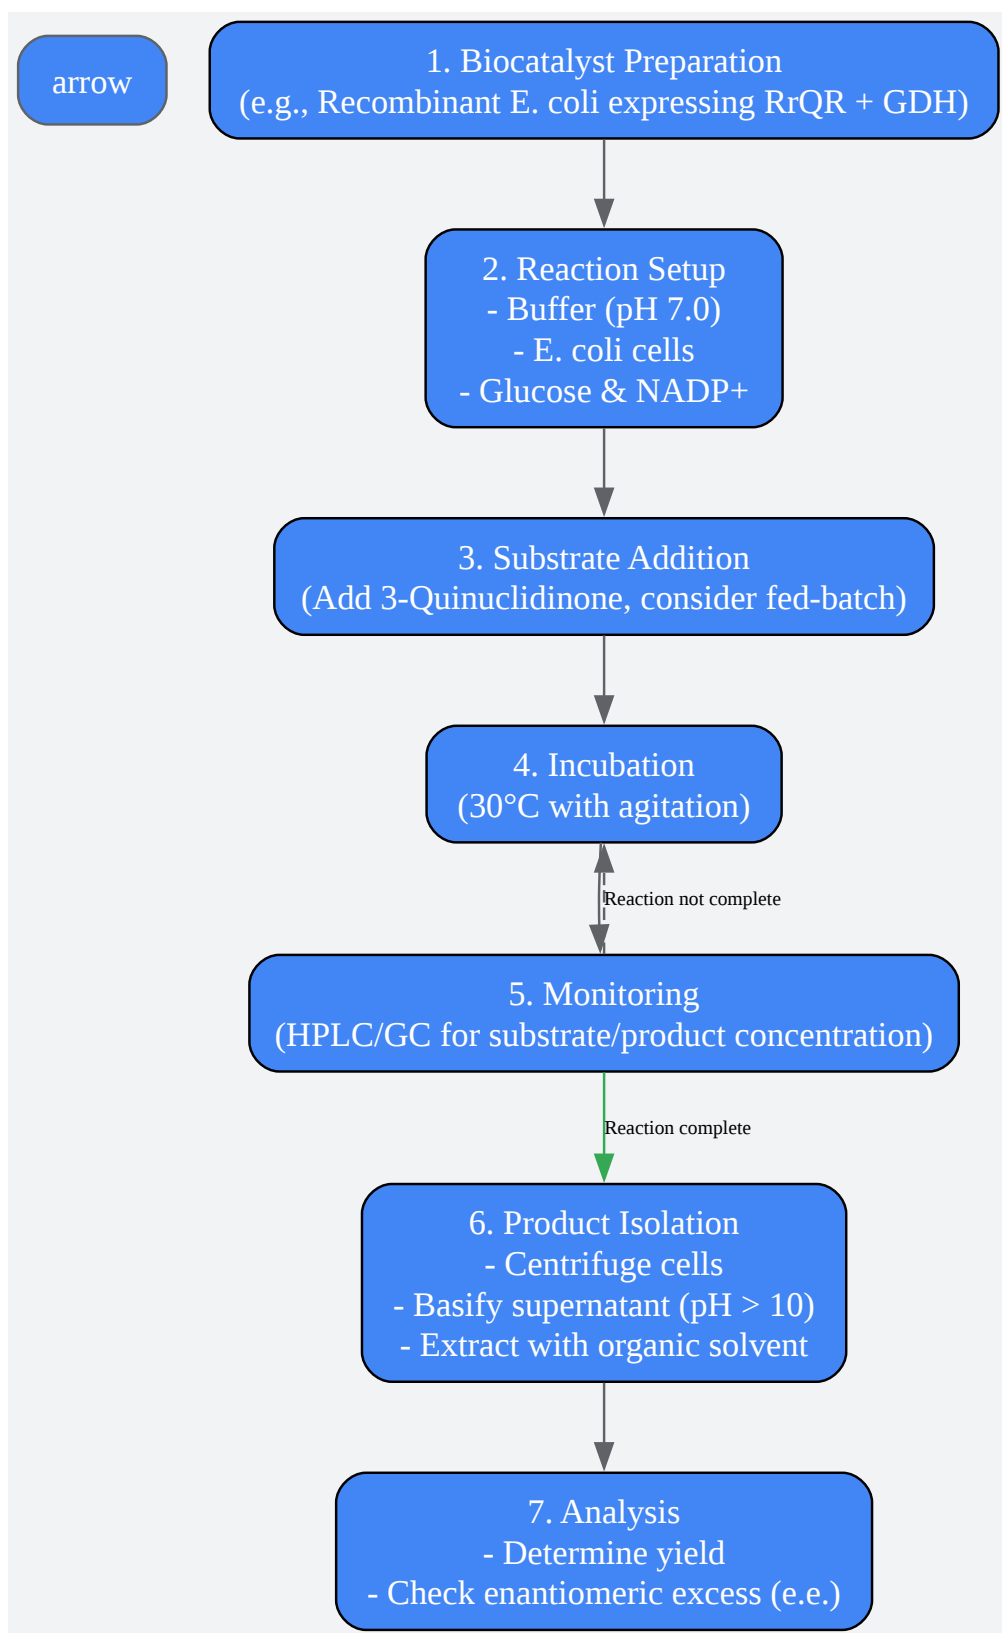 arrow
1. Biocatalyst Preparation
(e.g., Recombinant E. coli expressing RrQR + GDH)
2. Reaction Setup
- Buffer (pH 7.0)
- E. coli cells
- Glucose & NADP+
3. Substrate Addition
(Add 3-Quinuclidinone, consider fed-batch)
4. Incubation
(30°C with agitation)
Reaction not complete
5. Monitoring
(HPLC/GC for substrate/product concentration)
Reaction complete
6. Product Isolation
- Centrifuge cells
- Basify supernatant (pH > 10)
- Extract with organic solvent
7. Analysis
- Determine yield
- Check enantiomeric excess (e.e.)